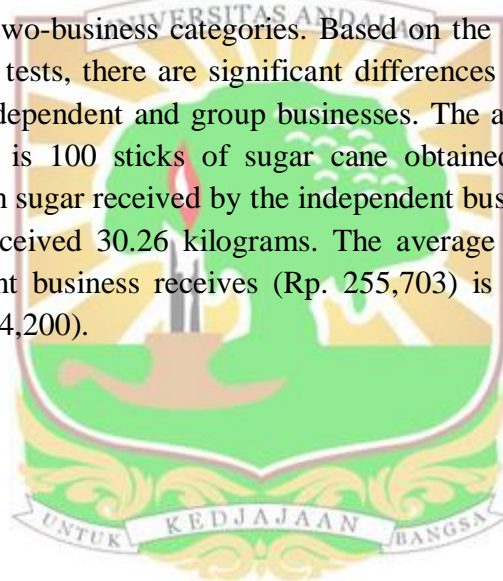 UNIVERSITAS ANDALAS
two-business categories. Based on the
tests, there are significant differences
dependent and group businesses. The a
is 100 sticks of sugar cane obtained
n sugar received by the independent bus
ceived 30.26 kilograms. The average
nt business receives (Rp. 255,703) is
4,200).
UNTUK KEDJAJAAN BANGSA